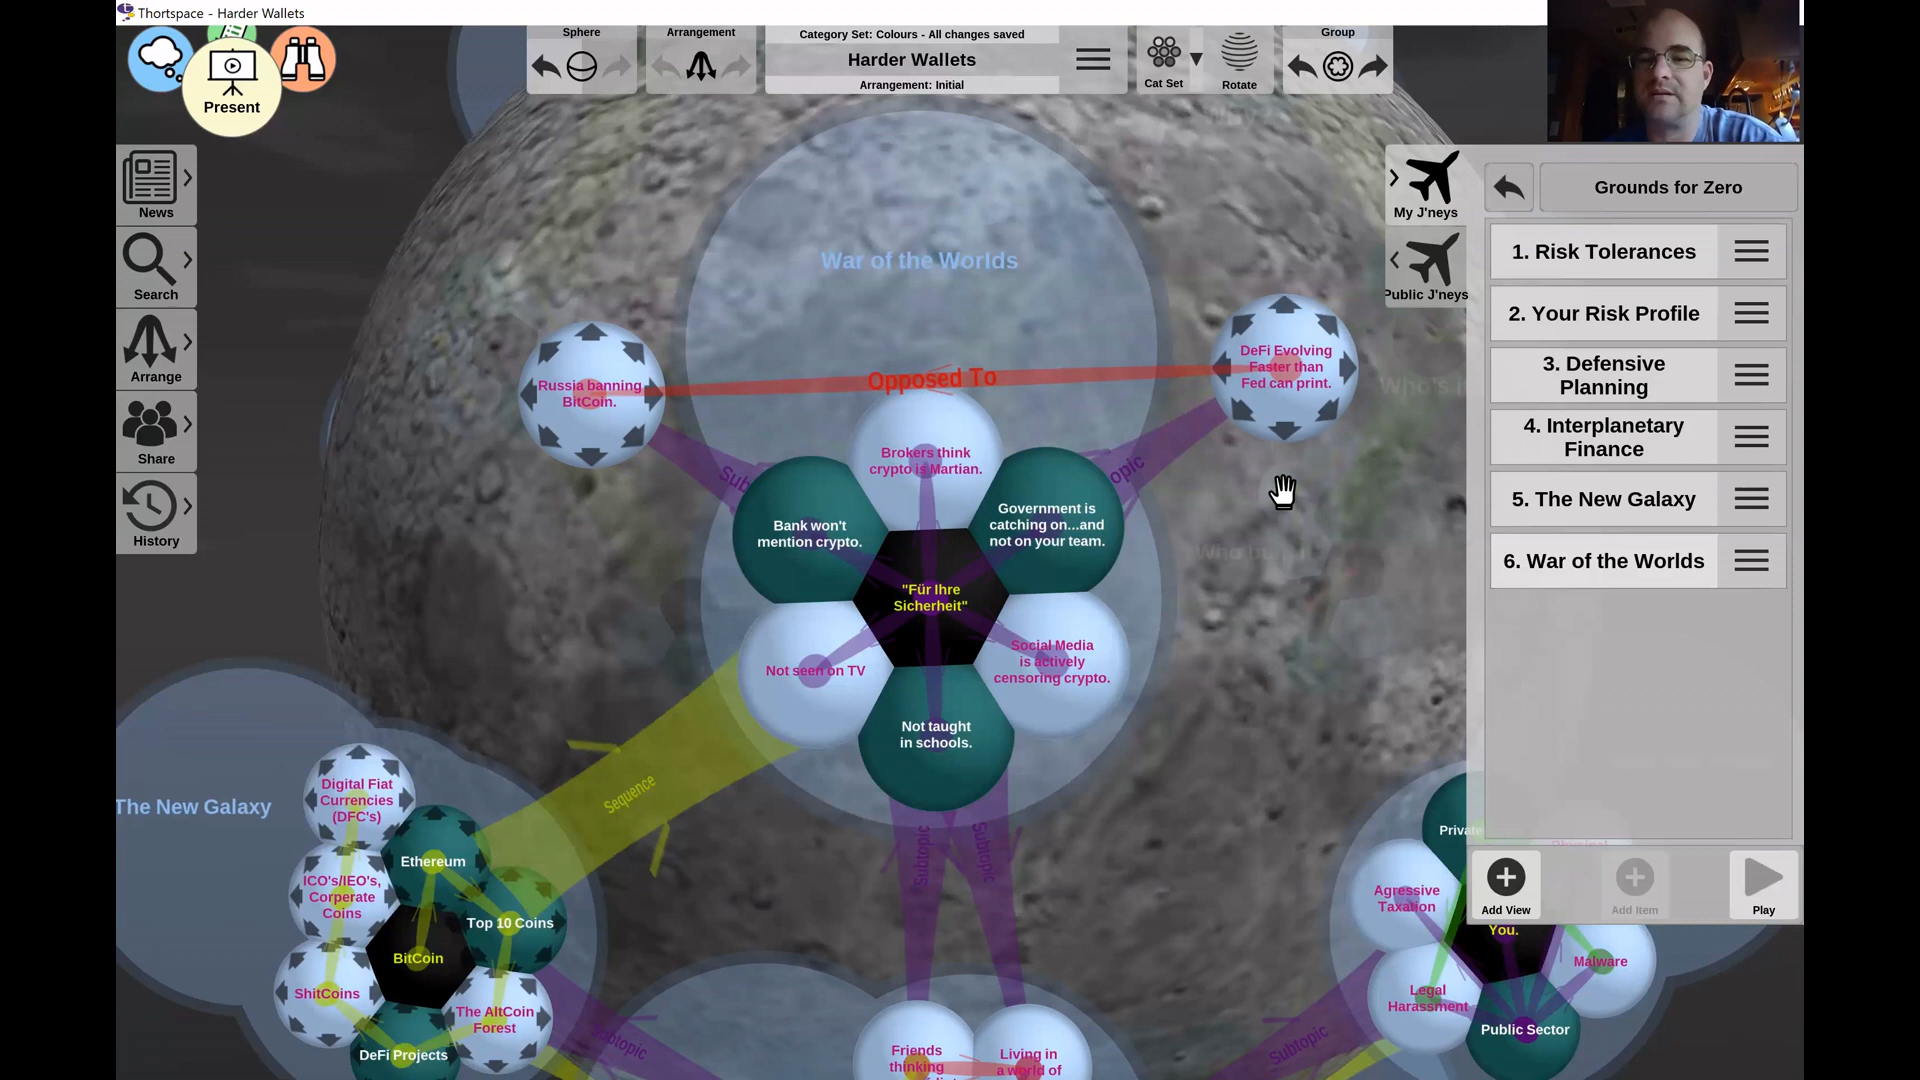 Thortspace - Harder Wallets
Present
Sphere
Arrangement
Category Set: Colours - All changes saved
Harder Wallets
Arrangement: Initial
Cat Set
Rotate
Group
News
Search
Arrange
Share
History
My J'neys
Public J'neys
Grounds for Zero
1. Risk Tolerances
2. Your Risk Profile
3. Defensive
Planning
4. Interplanetary
Finance
5. The New Galaxy
6. War of the Worlds
Add View
Add Item
Play
War of the Worlds
Russia banning
BitCoin.
Opposed To
DeFi Evolving
Faster than
Fed can print.
Brokers think
crypto is Martian.
Bank won't
mention crypto.
Government is
catching on...and
not on your team.
"Für Ihre
Sicherheit"
Not seen on TV
Social Media
is actively
censoring crypto.
Not taught
in schools.
Sequence
Subtopic
Subtopic
The New Galaxy
Digital Fiat
Currencies
(DFC's)
Ethereum
ICO's/IEO's,
Corperate
Coins
Top 10 Coins
BitCoin
ShitCoins
The AltCoin
Forest
DeFi Projects
Subtopic
Friends
thinking
Living in
a world of
Subtopic
Private
Agressive
Taxation
You.
Malware
Legal
Harassment
Public Sector